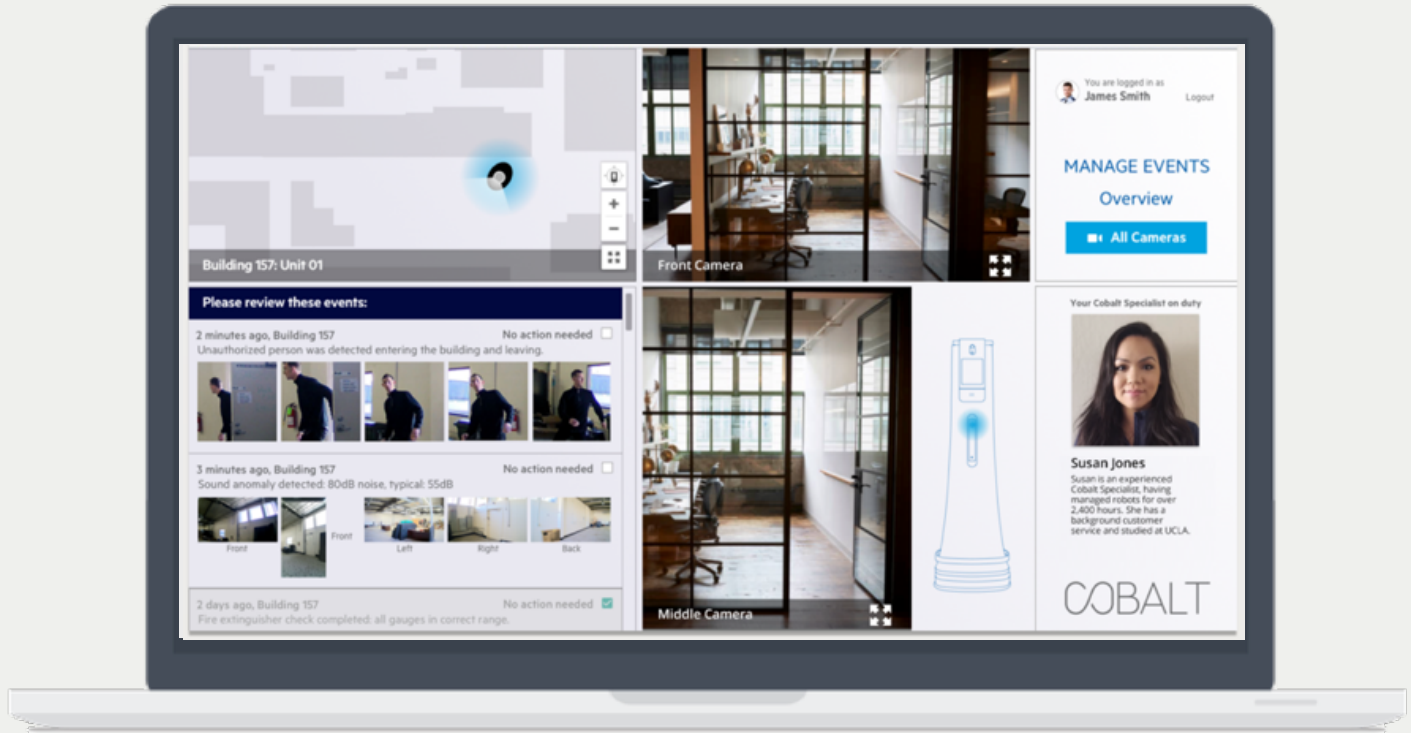 Building 157: Unit 01
Front Camera
You are logged in as
James Smith
Logout
MANAGE EVENTS
Overview
All Cameras
Please review these events:
2 minutes ago, Building 157
No action needed
Unauthorized person was detected entering the building and leaving.
3 minutes ago, Building 157
No action needed
Sound anomaly detected: 80dB noise, typical: 55dB
Front
Front
Left
Right
Back
2 days ago, Building 157
No action needed
Fire extinguisher check completed: all gauges in correct range.
Middle Camera
Your Cobalt Specialist on duty
Susan Jones
Susan is an experienced
Cobalt Specialist, having
managed robots for over
2,400 hours. She has a
background customer
service and studied at UCLA.
COBALT